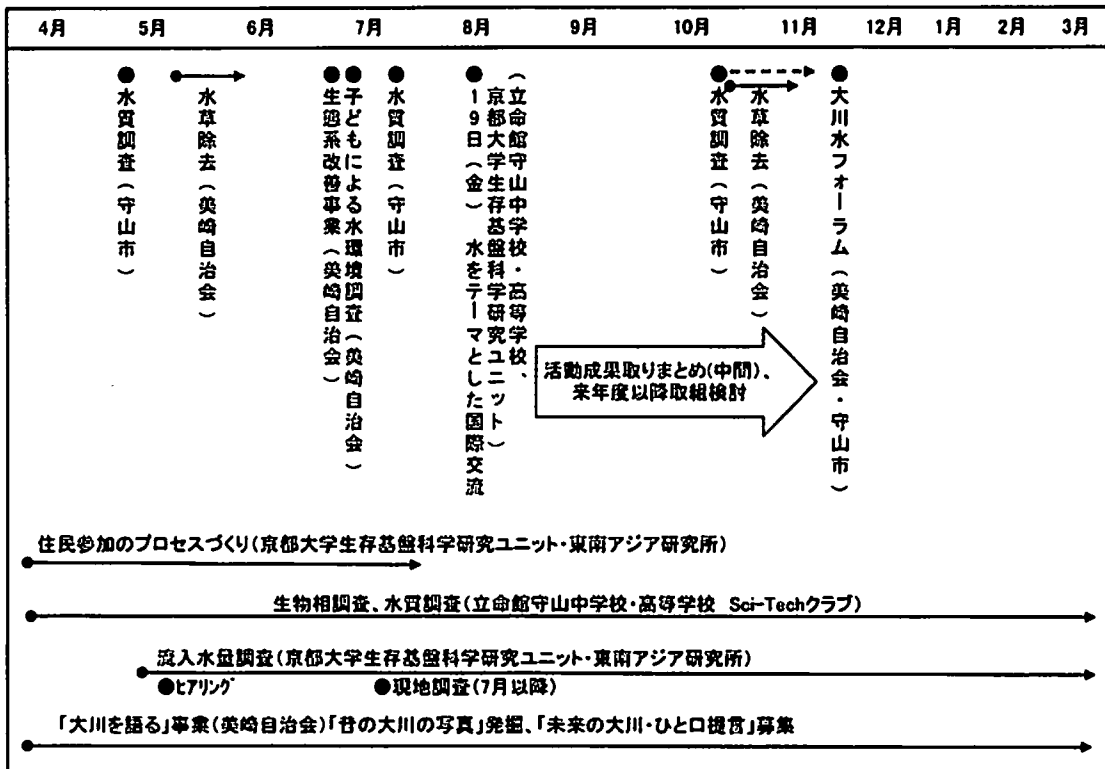 4月 5月 6月 7月 8月 9月 10月 11月 12月 1月 2月 3月
水質調査(守山市)
水草除去(美崎自治会)
生態系改善事業(美崎自治会)
子どもによる水環境調査(美崎自治会)
水質調査(守山市)
19日(金) 水をテーマとした国際交流
(立命館守山中学校・高等学校、
京都大学生存基盤科学研究ユニット)
水質調査(守山市)
水草除去(美崎自治会)
大川水フォーラム(美崎自治会・守山市)
活動成果取りまとめ(中間)、
来年度以降取組検討
住民参加のプロセスづくり(京都大学生存基盤科学研究ユニット・東南アジア研究所)
生物相調査、水質調査(立命館守山中学校・高等学校 Sci-Techクラブ)
流入水量調査(京都大学生存基盤科学研究ユニット・東南アジア研究所)
●ヒアリング ●現地調査(7月以降)
「大川を語る」事業(美崎自治会)「昔の大川の写真」発掘、「未来の大川・ひと口提言」募集